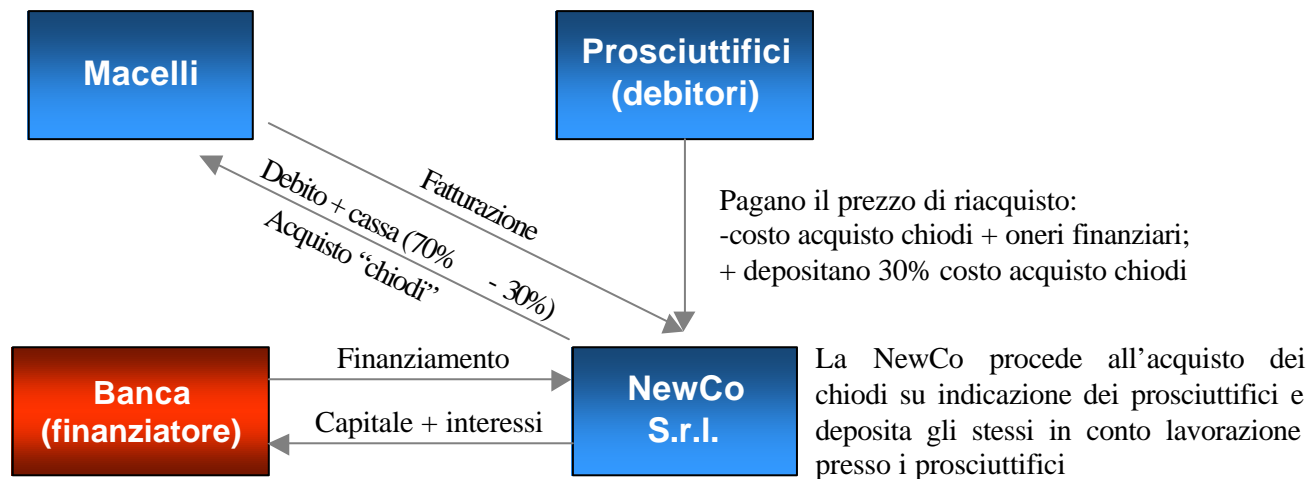 Macelli
Prosciuttifici
(debitori)
Fatturazione
Debito + cassa (70% - 30%)
Acquisto “chiodi”
Pagano il prezzo di riacquisto:
-costo acquisto chiodi + oneri finanziari;
+ depositano 30% costo acquisto chiodi
Banca
(finanziatore)
Finanziamento
Capitale + interessi
NewCo
S.r.l.
La NewCo procede all’acquisto dei
chiodi su indicazione dei prosciuttifici e
deposita gli stessi in conto lavorazione
presso i prosciuttifici